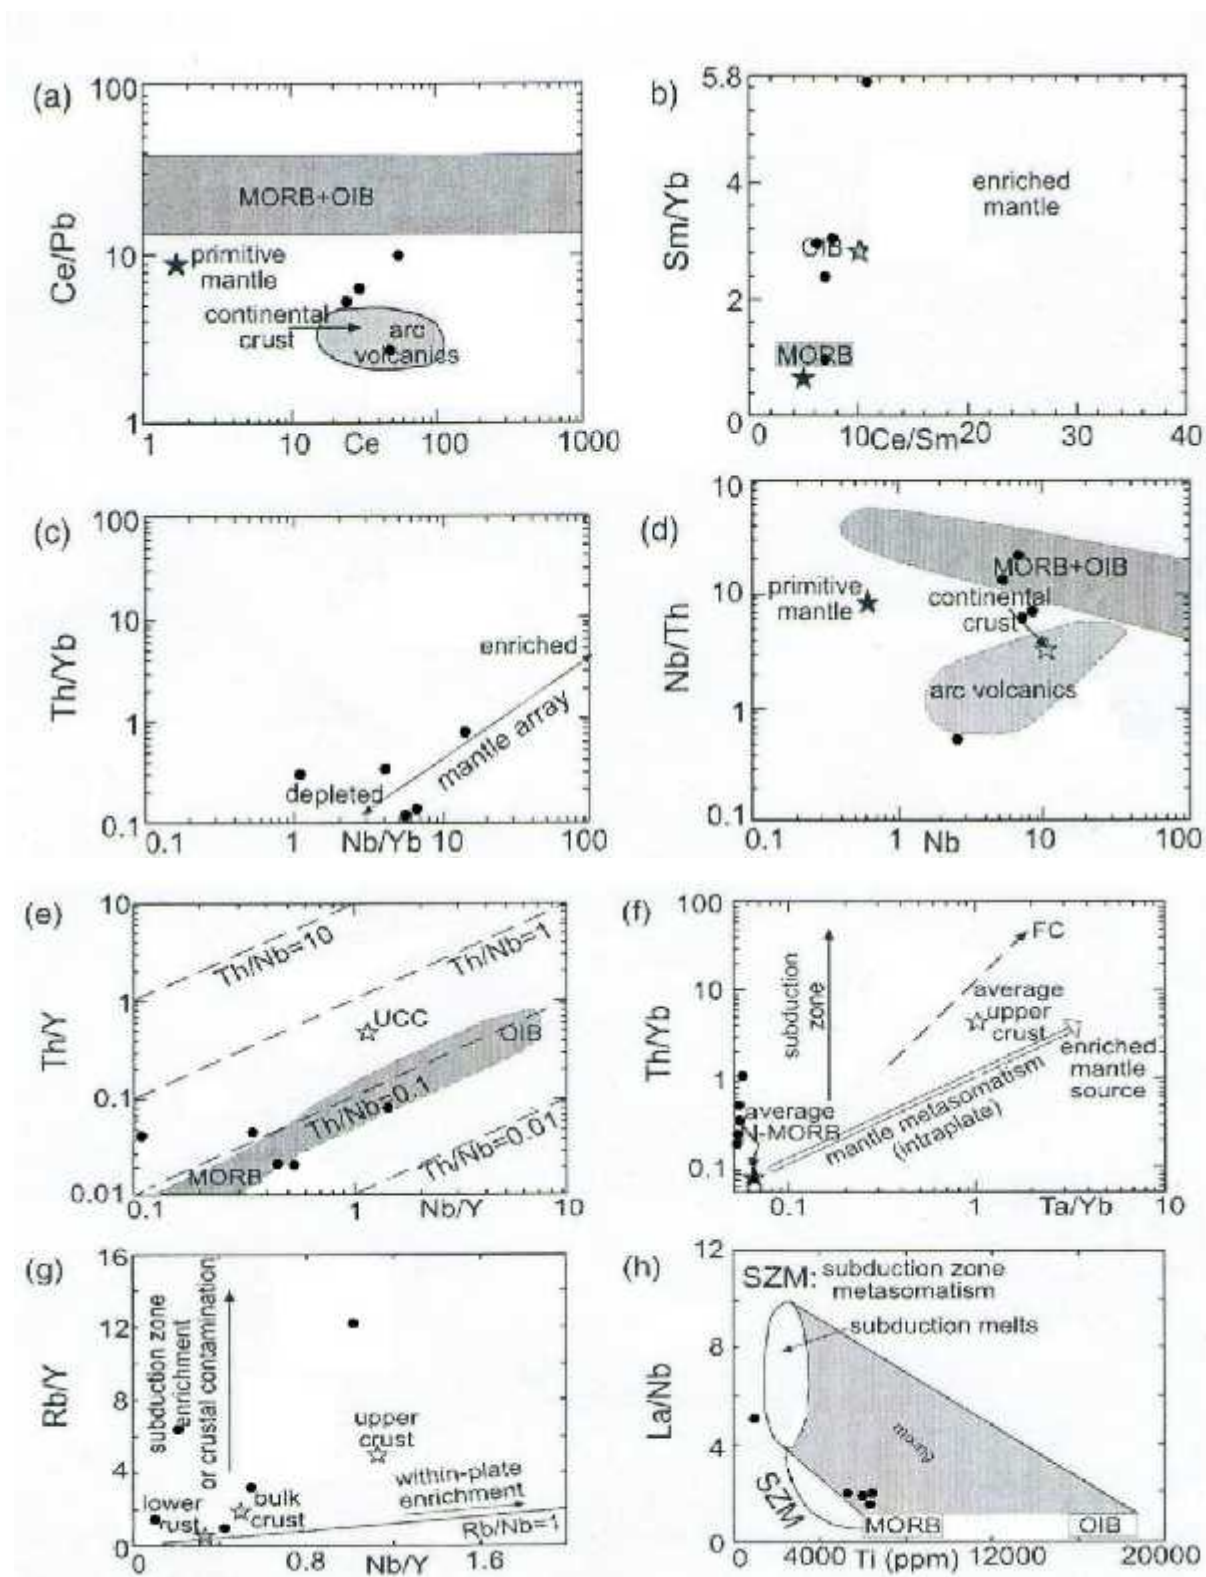 (a)
100
10
1
Ce/Pb
MORB+OIB
primitive
mantle
continental
crust
arc
volcanics
1
10
100
1000
Ce
b)
5.8
4
2
0
Sm/Yb
enriched
mantle
OIB
MORB
0
10
20
30
40
Ce/Sm
(c)
100
10
1
0.1
Th/Yb
enriched
mantle array
depleted
1
10
100
Nb/Yb
(d)
10
10
1
0.1
Nb/Th
MORB+OIB
primitive
mantle
continental
crust
arc volcanics
0.1
1
10
100
Nb
(e)
10
1
0.1
0.01
Th/Y
Th/Nb=10
Th/Nb=1
UCC
OIB
Th/Nb=0.1
MORB
Th/Nb=0.01
0.1
1
10
Nb/Y
(f)
100
10
1
0.1
Th/Yb
subduction
zone
FC
average
upper
crust
enriched
mantle
source
average
N-MORB
mantle metasomatism
(intraplate)
0.1
1
10
Ta/Yb
(g)
16
12
8
4
0
Rb/Y
subduction zone
enrichment
or crustal contamination
upper
crust
within-plate
enrichment
lower
rust
bulk
crust
Rb/Nb=1
0
0.8
1.6
Nb/Y
(h)
12
8
4
0
La/Nb
SZM: subduction zone
metasomatism
subduction melts
mixing
SZM
MORB
OIB
0
4000
12000
20000
Ti (ppm)